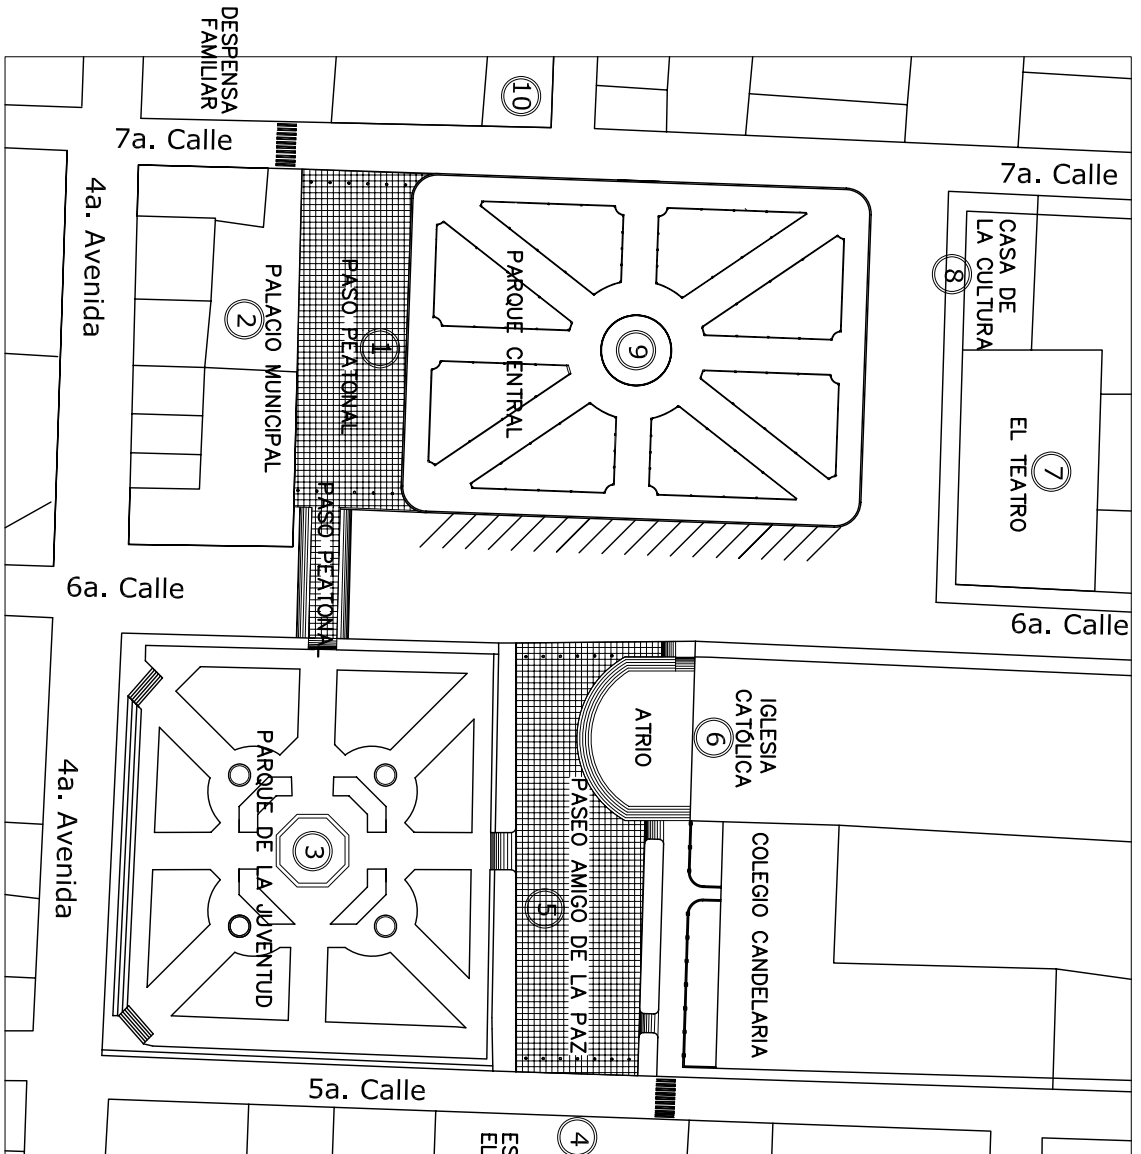 DESPENSA
FAMILIAR
10
7a. Calle
7a. Calle
4a. Avenida
PALACIO MUNICIPAL
2
PASO PEATONAL
1
PARQUE CENTRAL
9
CASA DE
LA CULTURA
8
EL TEATRO
7
PASO PEATONAL
6a. Calle
6a. Calle
4a. Avenida
PARQUE DE LA JUVENTUD
3
PASEO AMIGO DE LA PAZ
5
ATRIO
IGLESIA
CATÓLICA
6
COLEGIO CANDELARIA
5a. Calle
4
ES
EL